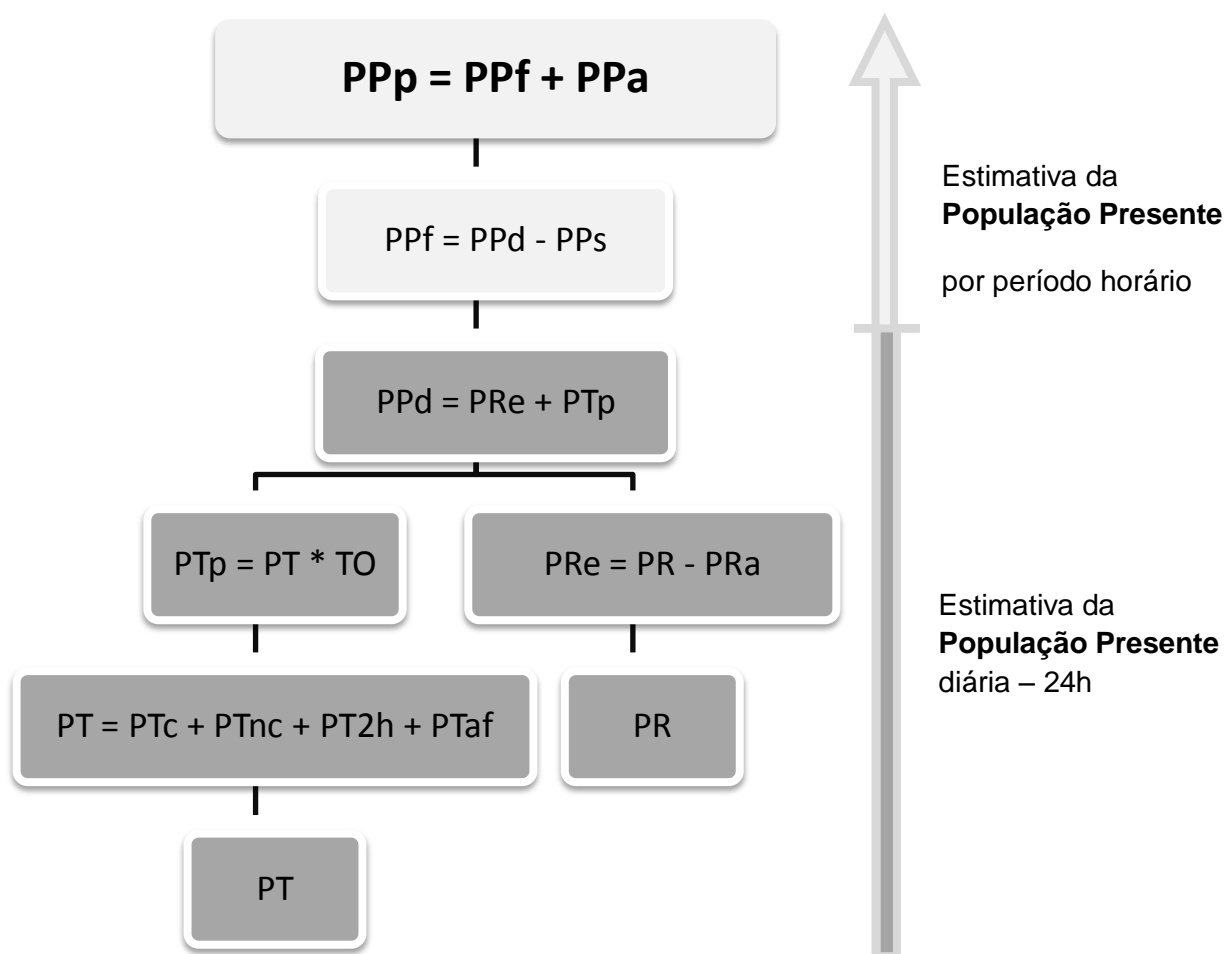 PPp = PPf + PPa
PPf = PPd - PPs
PPd = PRe + PTp
PTp = PT * TO
PRe = PR - PRa
PT = PTc + PTnc + PT2h + PTaf
PR
PT
Estimativa da
População Presente
por período horário
Estimativa da
População Presente
diária – 24h